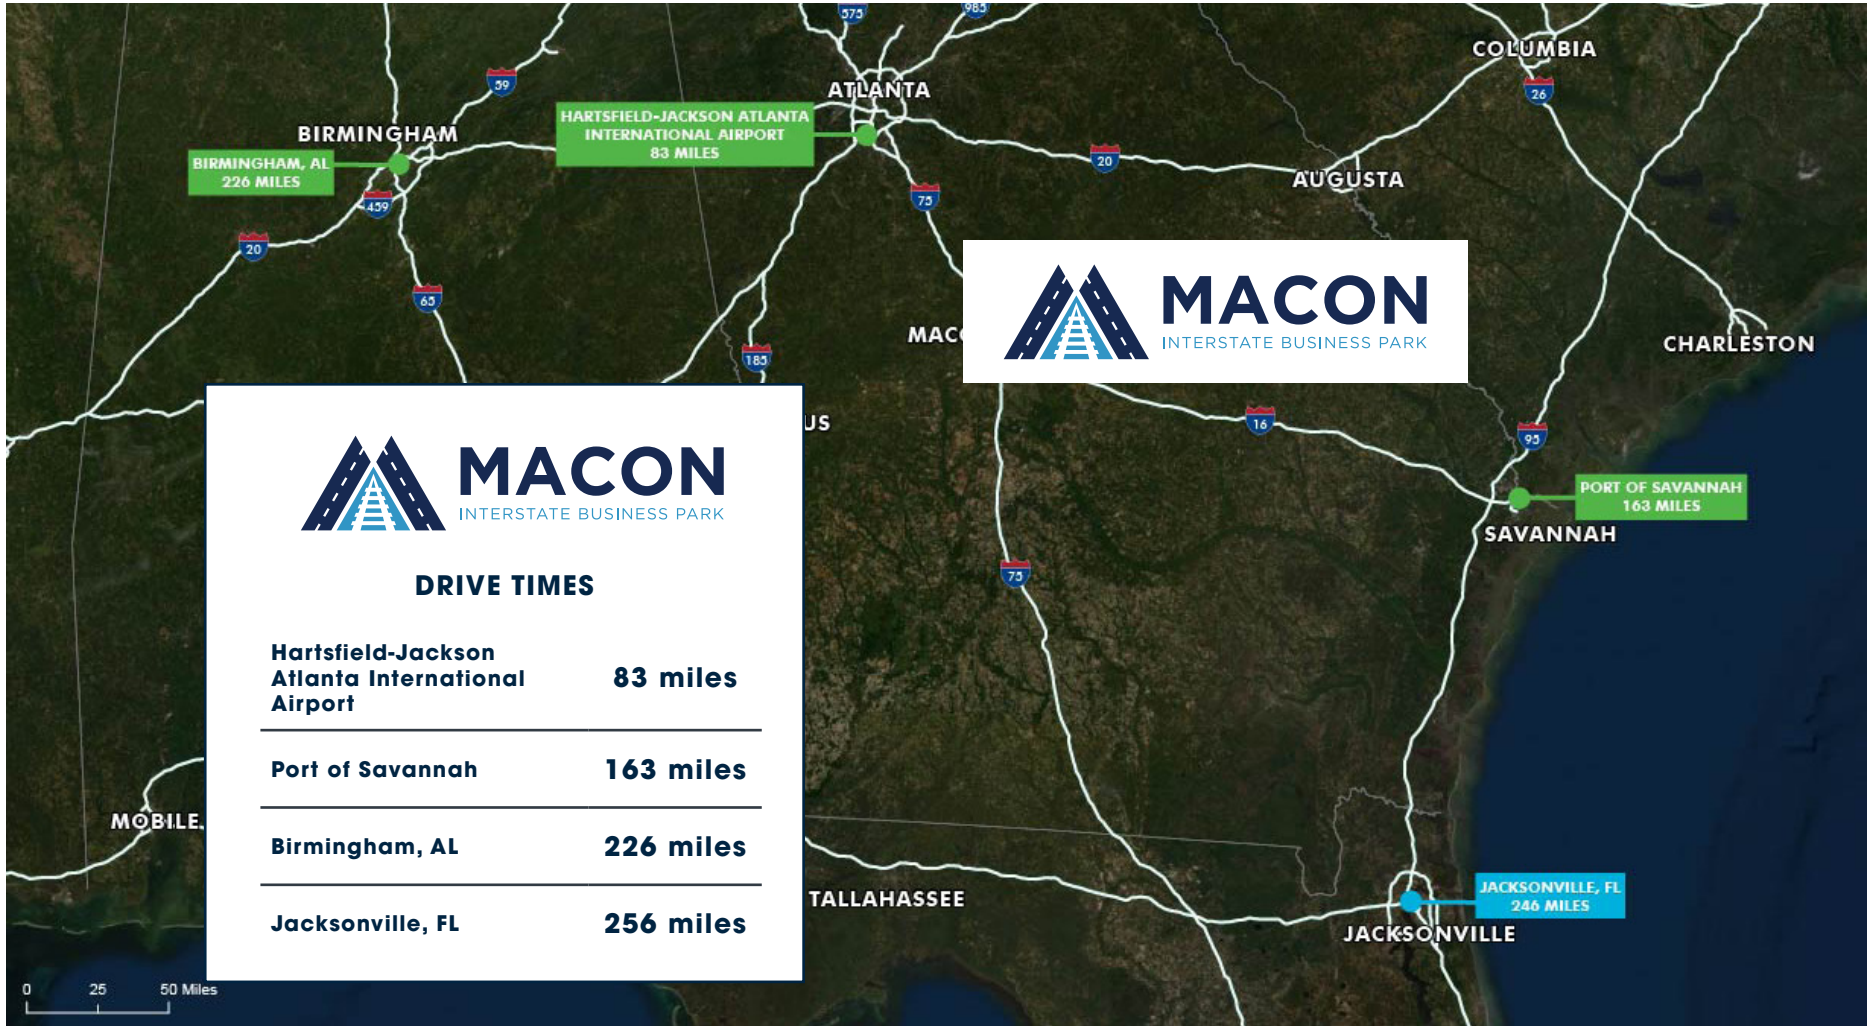 575
985
COLUMBIA
59
26
ATLANTA
HARTSFIELD-JACKSON ATLANTA
INTERNATIONAL AIRPORT
83 MILES
BIRMINGHAM
BIRMINGHAM, AL
226 MILES
20
AUGUSTA
459
75
20
65
MACON
INTERSTATE BUSINESS PARK
MACO
CHARLESTON
185
US
16
95
MACON
INTERSTATE BUSINESS PARK
PORT OF SAVANNAH
163 MILES
SAVANNAH
75
DRIVE TIMES
Hartsfield-Jackson
Atlanta International
Airport
83 miles
Port of Savannah
163 miles
Birmingham, AL
226 miles
Jacksonville, FL
256 miles
MOBILE
TALLAHASSEE
JACKSONVILLE, FL
246 MILES
JACKSONVILLE
0 25 50 Miles